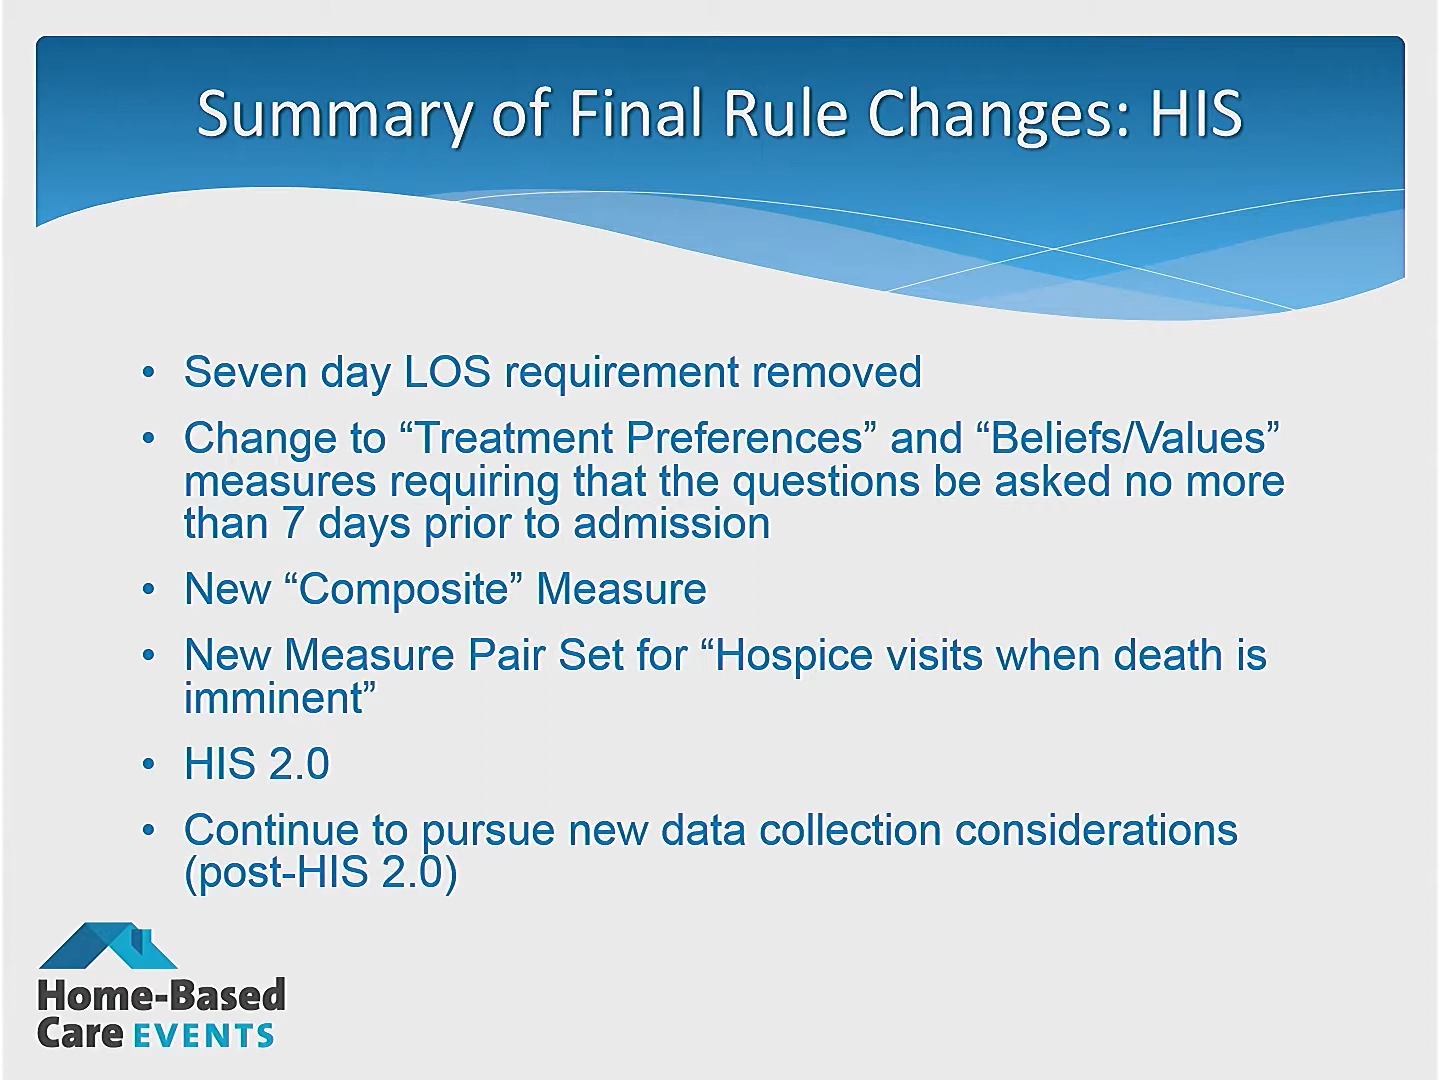 Summary of Final Rule Changes: HIS
• Seven day LOS requirement removed
• Change to “Treatment Preferences” and “Beliefs/Values”
measures requiring that the questions be asked no more
than 7 days prior to admission
• New “Composite” Measure
• New Measure Pair Set for “Hospice visits when death is
imminent”
• HIS 2.0
• Continue to pursue new data collection considerations
(post-HIS 2.0)
Home-Based
Care EVENTS